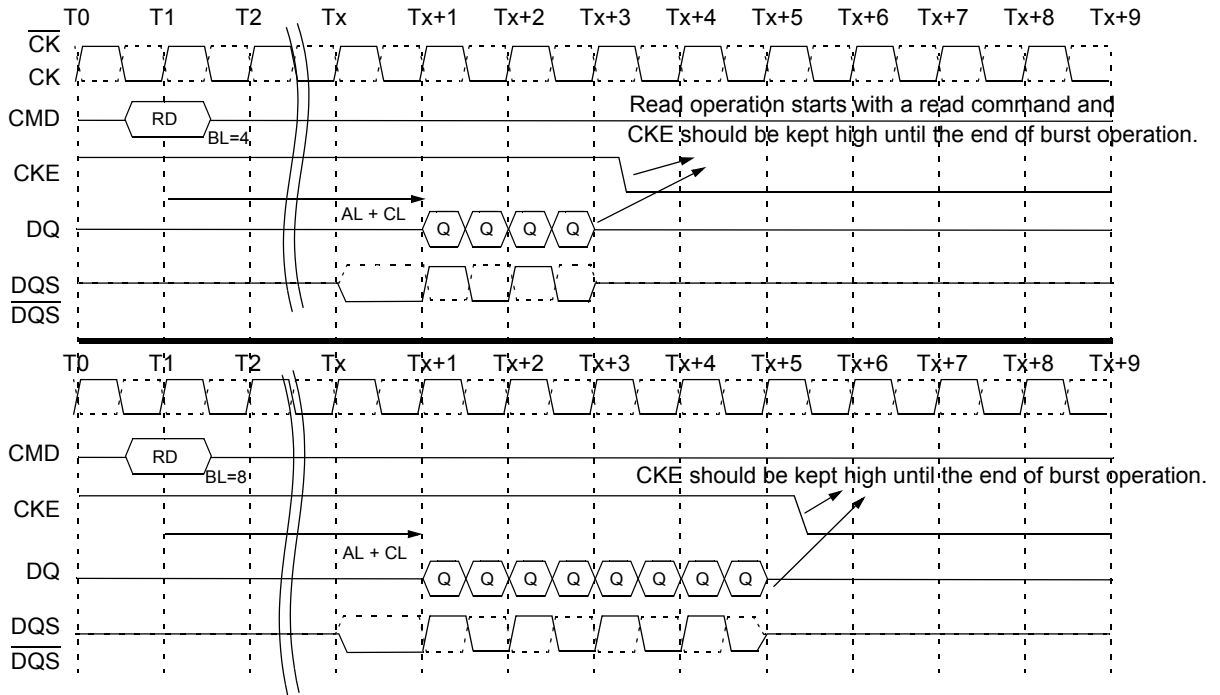 T0 T1 T2 Tx Tx+1 Tx+2 Tx+3 Tx+4 Tx+5 Tx+6 Tx+7 Tx+8 Tx+9
CK
CK
CMD RD BL=4 Read operation starts with a read command and
CKE should be kept high until the end of burst operation.
CKE
AL + CL
DQ Q Q Q Q
DQS
DQS
T0 T1 T2 Tx Tx+1 Tx+2 Tx+3 Tx+4 Tx+5 Tx+6 Tx+7 Tx+8 Tx+9
CMD RD BL=8 CKE should be kept high until the end of burst operation.
CKE
AL + CL
DQ Q Q Q Q Q Q Q Q
DQS
DQS